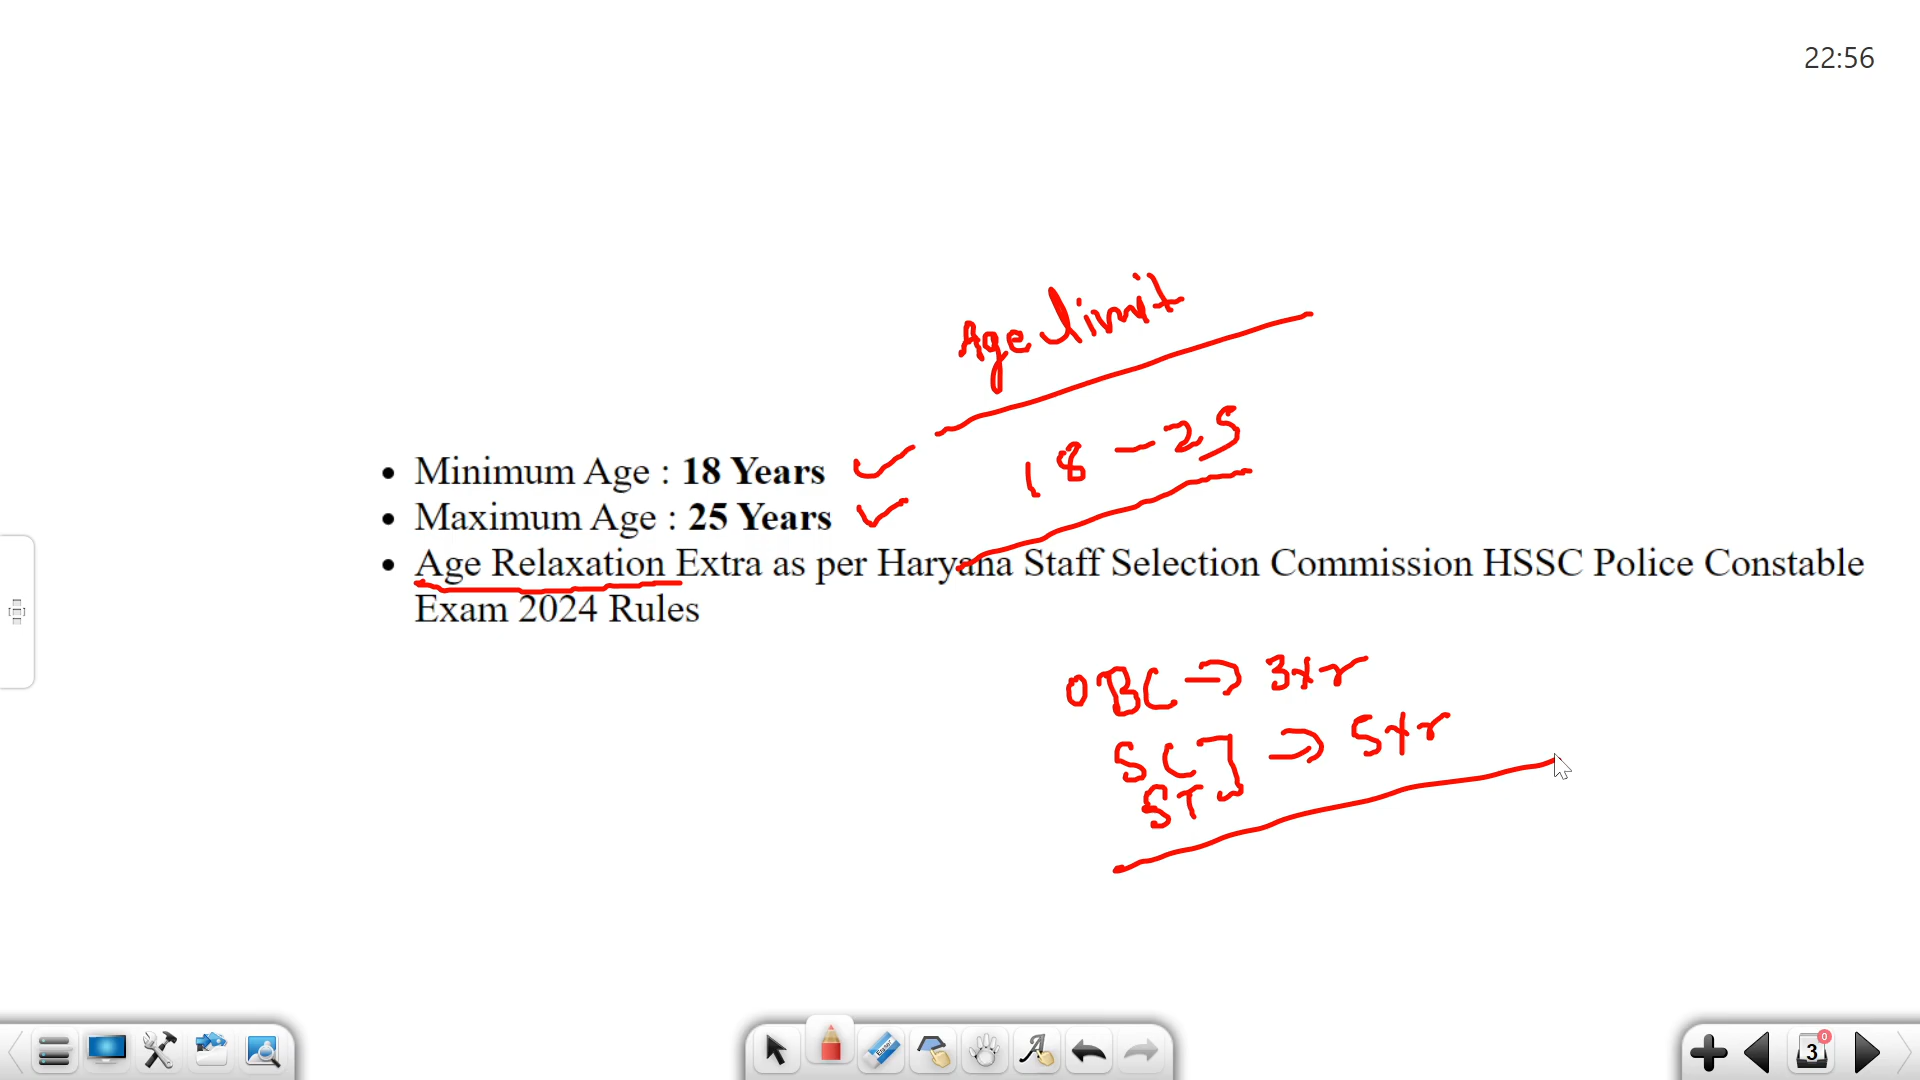 22:56
Age limit
18-25
• Minimum Age : 18 Years
• Maximum Age : 25 Years
• Age Relaxation Extra as per Haryana Staff Selection Commission HSSC Police Constable
Exam 2024 Rules
OBC → 3yr
SC] → 5yr
ST
Eraser
A
3
0